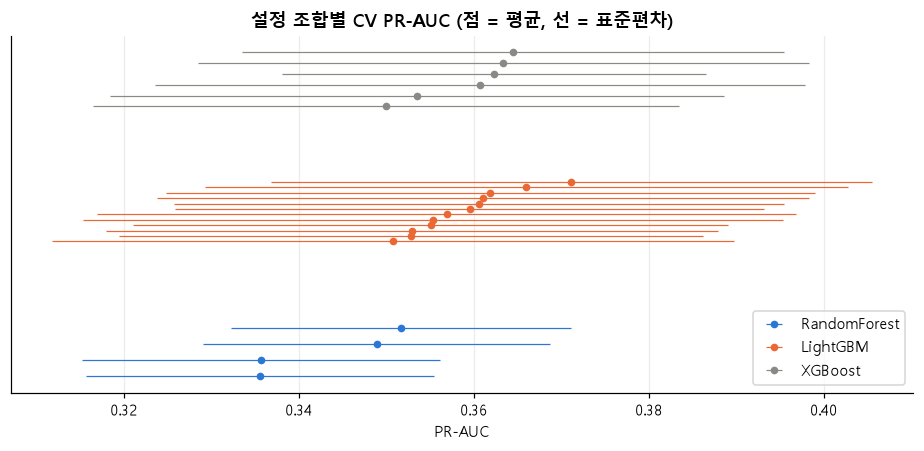 설정 조합별 CV PR-AUC (점 = 평균, 선 = 표준편차)
RandomForest
LightGBM
XGBoost
0.32 0.34 0.36 0.38 0.40
PR-AUC